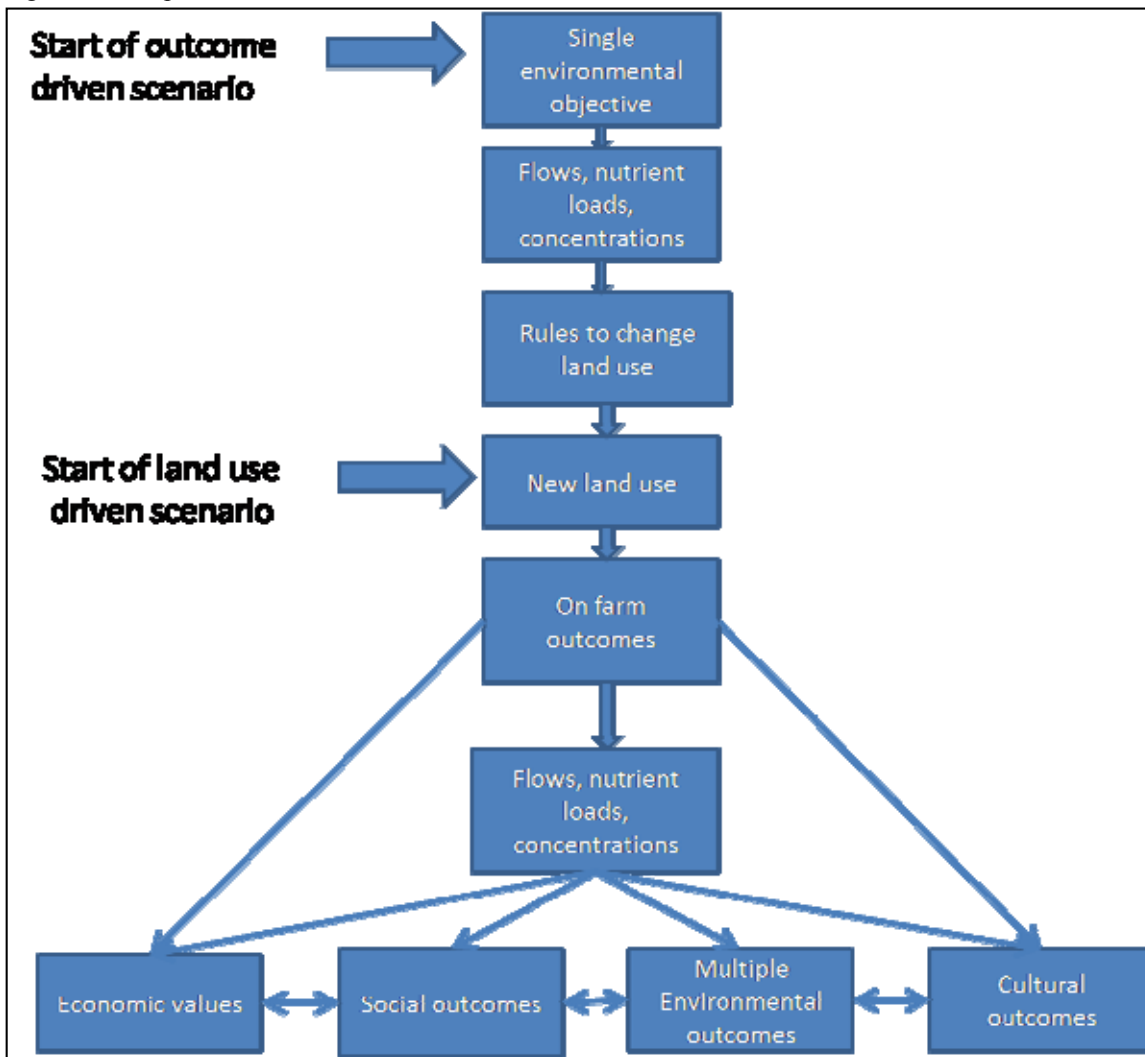 Start of outcome
driven scenario
Single
environmental
objective
Flows, nutrient
loads,
concentrations
Rules to change
land use
Start of land use
driven scenario
New land use
On farm
outcomes
Flows, nutrient
loads,
concentrations
Economic values
Social outcomes
Multiple
Environmental
outcomes
Cultural
outcomes